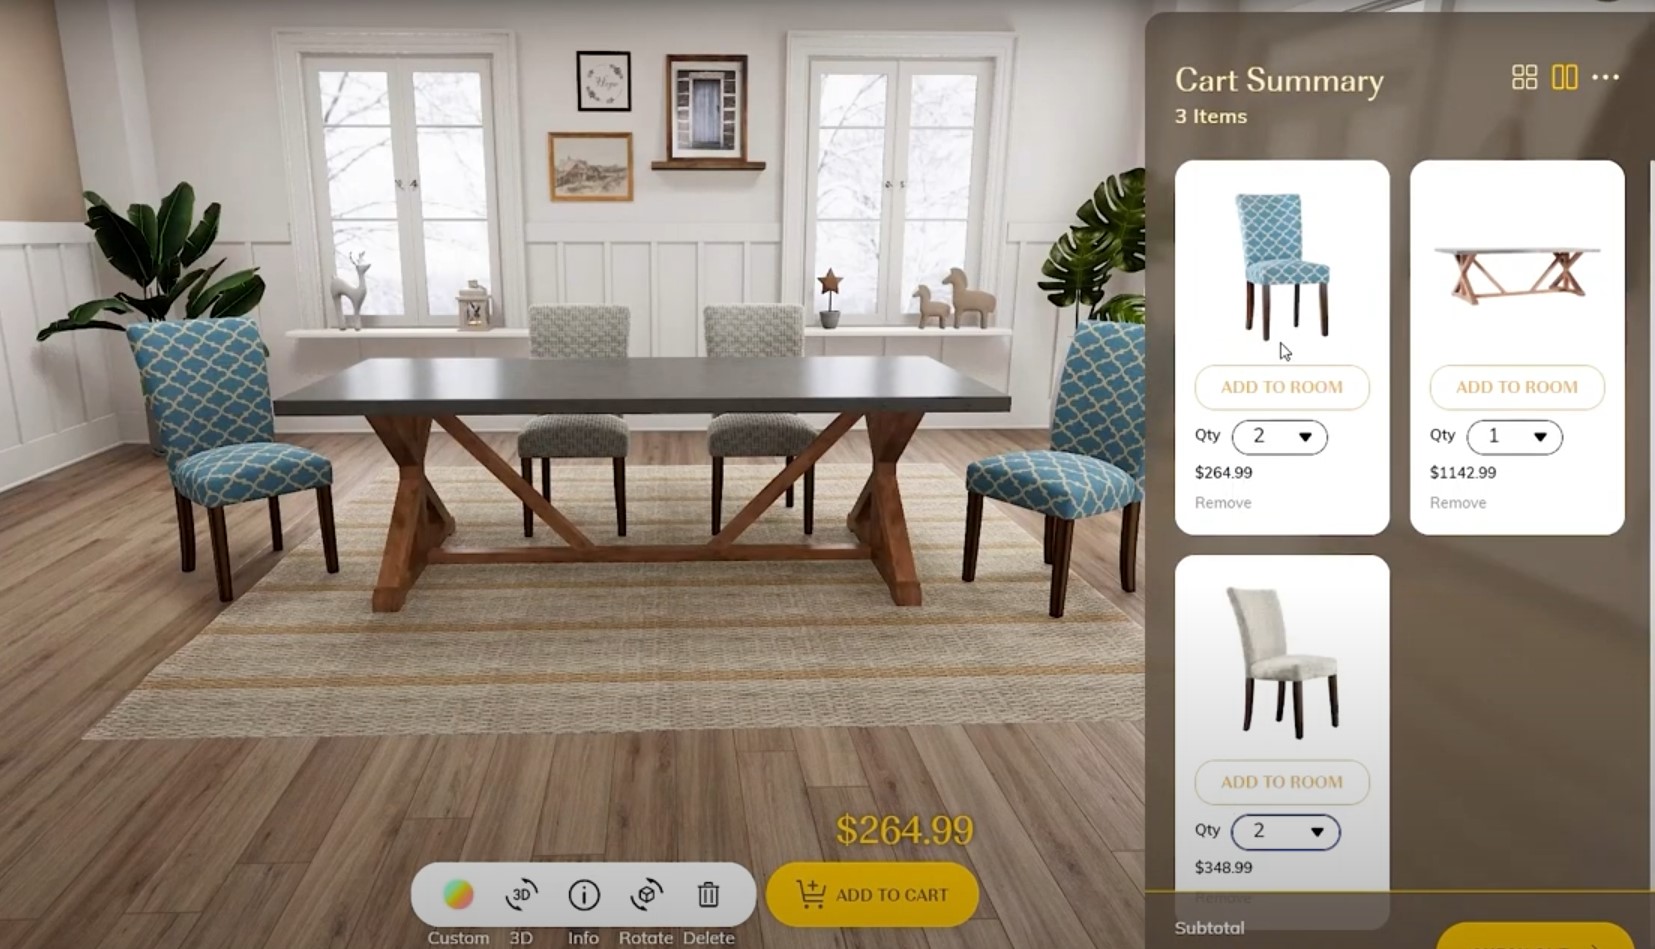 Hope
Cart Summary
3 Items
ADD TO ROOM
Qty 2
$264.99
Remove
ADD TO ROOM
Qty 1
$1142.99
Remove
ADD TO ROOM
Qty 2
$348.99
Remove
Subtotal
$264.99
3D
ADD TO CART
Custom 3D Info Rotate Delete